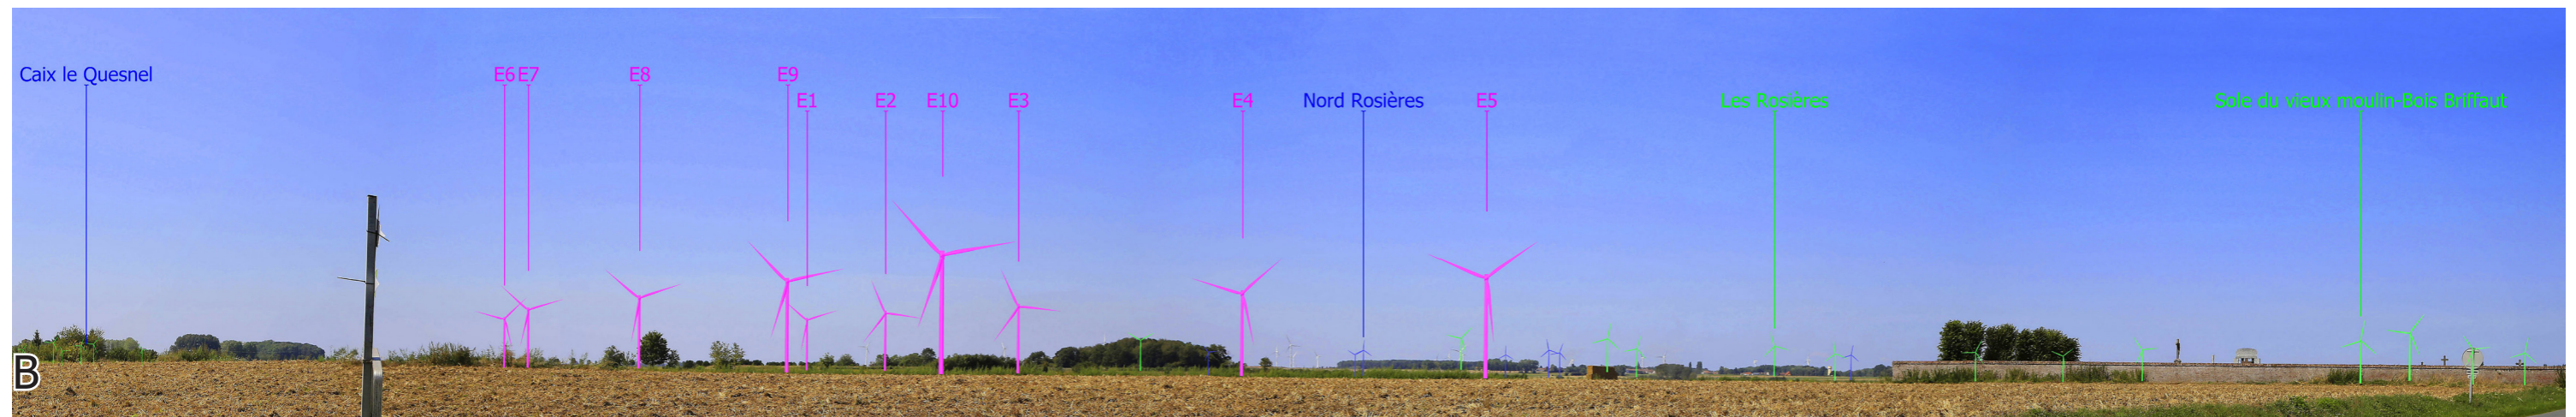 Caix le Quesnel
E6 E7
E8
E9
E1
E2
E10
E3
E4
Nord Rosières
E5
Les Rosières
Sole du vieux moulin-Bois Briffaut
B